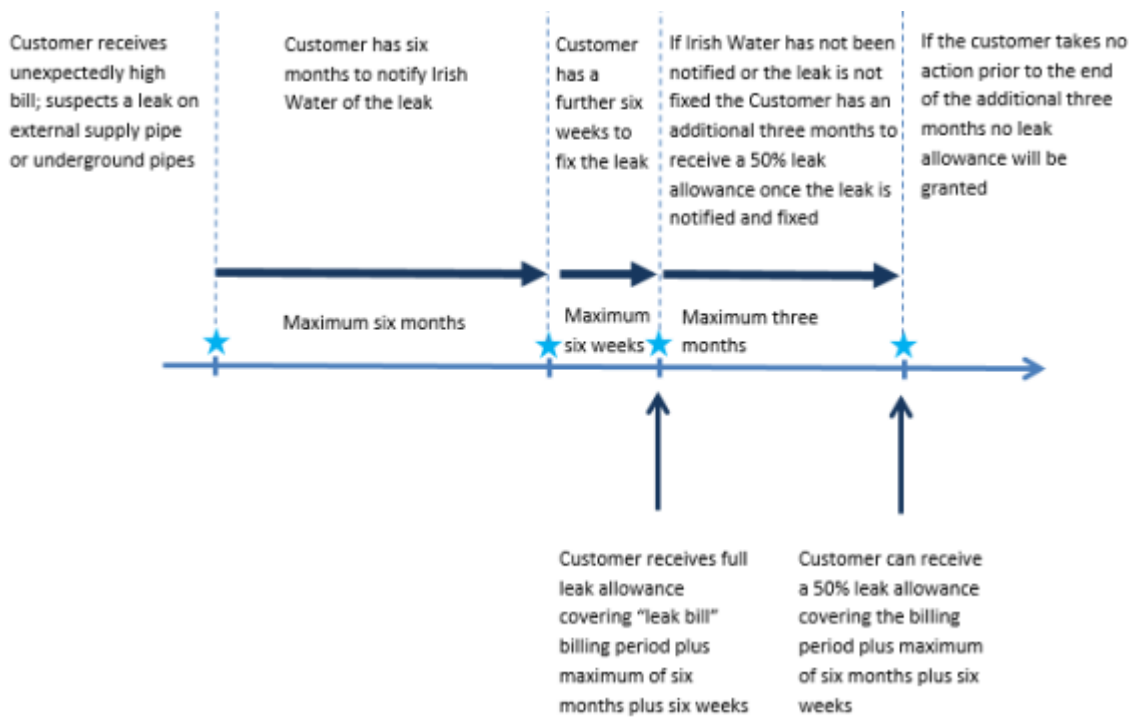 Customer receives
unexpectedly high
bill; suspects a leak on
external supply pipe
or underground pipes
Customer has six
months to notify Irish
Water of the leak
Customer
has a
further six
weeks to
fix the leak
If Irish Water has not been
notified or the leak is not
fixed the Customer has an
additional three months to
receive a 50% leak
allowance once the leak is
notified and fixed
If the customer takes no
action prior to the end
of the additional three
months no leak
allowance will be
granted
Maximum six months
Maximum
six weeks
Maximum three
months
Customer receives full
leak allowance
covering “leak bill”
billing period plus
maximum of six
months plus six weeks
Customer can receive
a 50% leak allowance
covering the billing
period plus maximum
of six months plus six
weeks